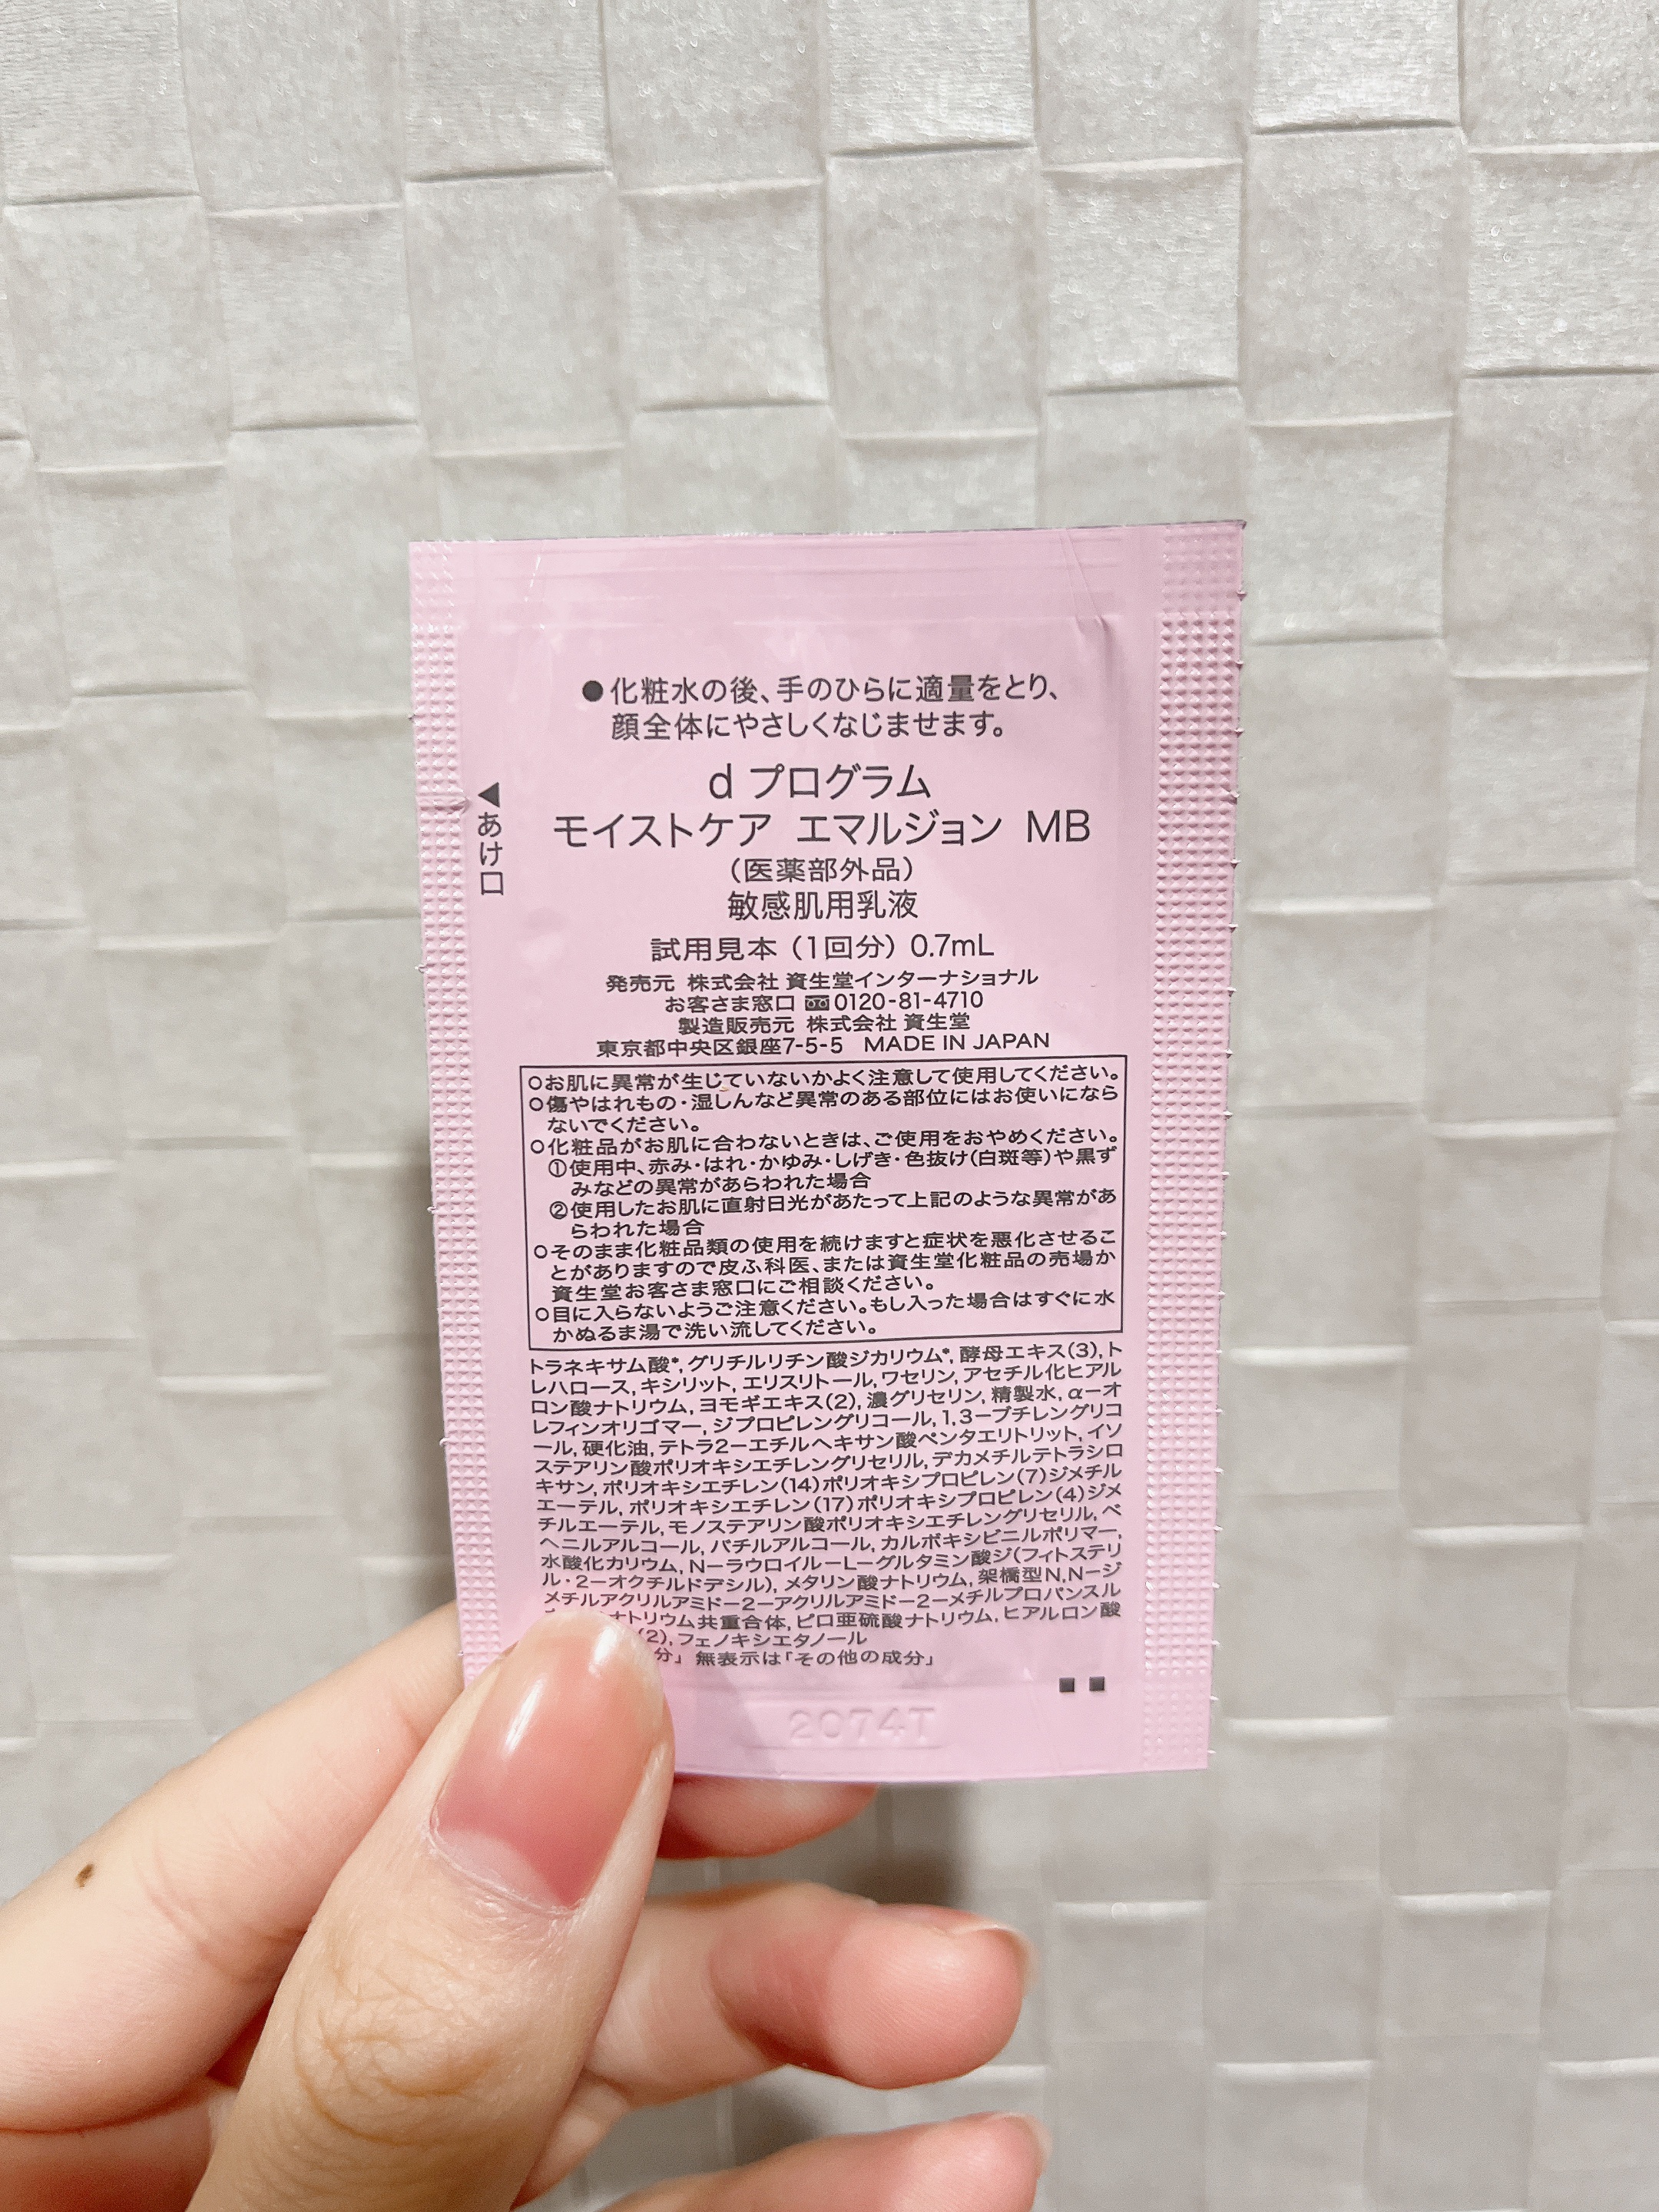 ●化粧水の後、手のひらに適量をとり、
顔全体にやさしくなじませます。
◀あけ口
d プログラム
モイストケア エマルジョン MB
(医薬部外品)
敏感肌用乳液
試用見本 (1回分) 0.7mL
発売元 株式会社 資生堂インターナショナル
お客さま窓口 0120-81-4710
製造販売元 株式会社 資生堂
東京都中央区銀座7-5-5 MADE IN JAPAN
○お肌に異常が生じていないかよく注意して使用してください。
○傷やはれもの・湿しんなど異常のある部位にはお使いになら
ないでください。
○化粧品がお肌に合わないときは、ご使用をおやめください。
①使用中、赤み・はれ・かゆみ・しげき・色抜け(白斑等)や黒ず
みなどの異常があらわれた場合
②使用したお肌に直射日光があたって上記のような異常があ
らわれた場合
○そのまま化粧品類の使用を続けますと症状を悪化させるこ
とがありますので皮ふ科医、または資生堂化粧品の売場か
資生堂お客さま窓口にご相談ください。
○目に入らないようご注意ください。もし入った場合はすぐに水
かぬるま湯で洗い流してください。
トラネキサム酸*, グリチルリチン酸ジカリウム*, 酵母エキス(3), ト
レハロース, キシリット, エリスリトール, ワセリン, アセチル化ヒアル
ロン酸ナトリウム, ヨモギエキス(2), 濃グリセリン, 精製水, α-オ
レフィンオリゴマー, ジプロピレングリコール, 1,3-ブチレングリコ
ール, 硬化油, テトラ2-エチルヘキサン酸ペンタエリトリット, イソ
ステアリン酸ポリオキシエチレングリセリル, デカメチルテトラシロ
キサン, ポリオキシエチレン(14)ポリオキシプロピレン(7)ジメチル
エーテル, ポリオキシエチレン(17)ポリオキシプロピレン(4)ジメ
チルエーテル, モノステアリン酸ポリオキシエチレングリセリル, ベ
ヘニルアルコール, バチルアルコール, カルボキシビニルポリマー,
水酸化カリウム, N-ラウロイル-L-グルタミン酸ジ(フィトステリ
ル・2-オクチルドデシル), メタリン酸ナトリウム, 架橋型N,N-ジ
メチルアクリルアミド-2-アクリルアミド-2-メチルプロパンスル
ナトリウム共重合体, ピロ亜硫酸ナトリウム, ヒアルロン酸
(2), フェノキシエタノール
分」 無表示は「その他の成分」
2074T